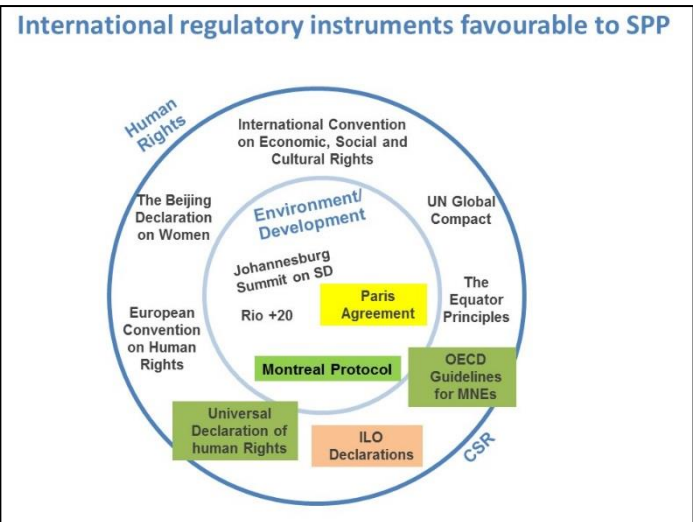 International regulatory instruments favourable to SPP
Human
Rights
International Convention
on Economic, Social and
Cultural Rights
The Beijing
Declaration
on Women
Environment/
Development
UN Global
Compact
Johannesburg
Summit on SD
Paris
Agreement
The
Equator
Principles
Rio +20
European
Convention
on Human
Rights
Montreal Protocol
OECD
Guidelines
for MNEs
Universal
Declaration of
human Rights
ILO
Declarations
CSR